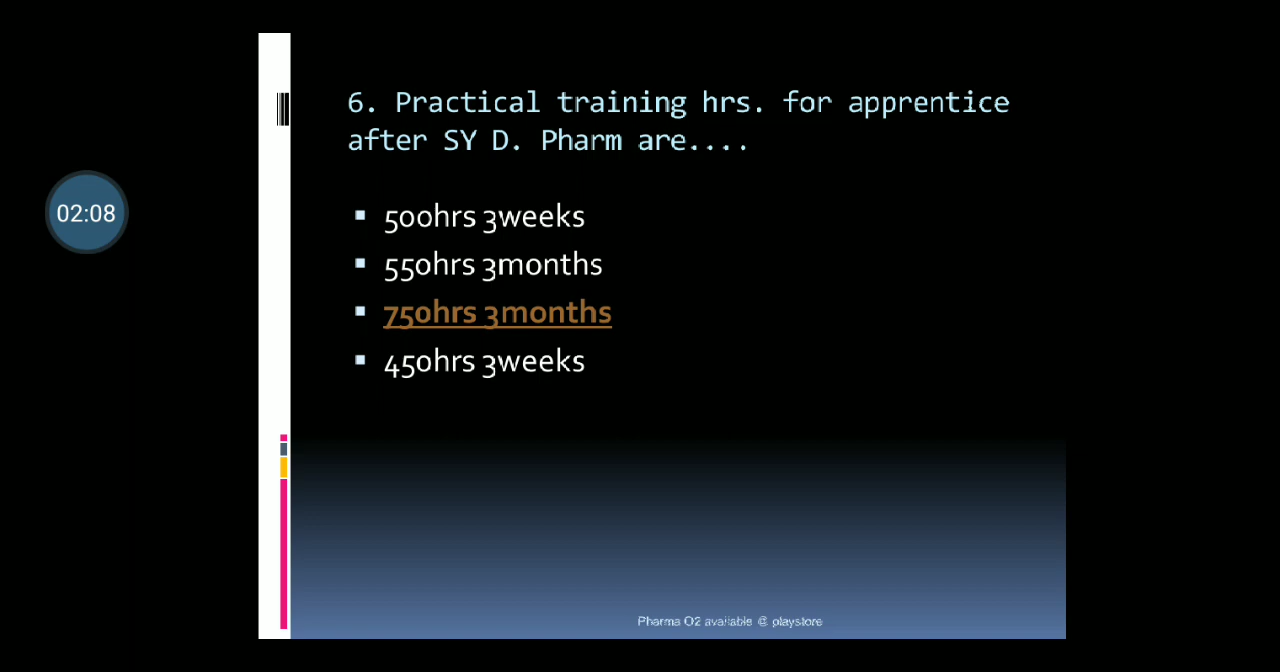 6. Practical training hrs. for apprentice
after SY D. Pharm are....
02:08
500hrs 3weeks
550hrs 3months
750hrs 3months
450hrs 3weeks
Pharma O2 available @ playstore